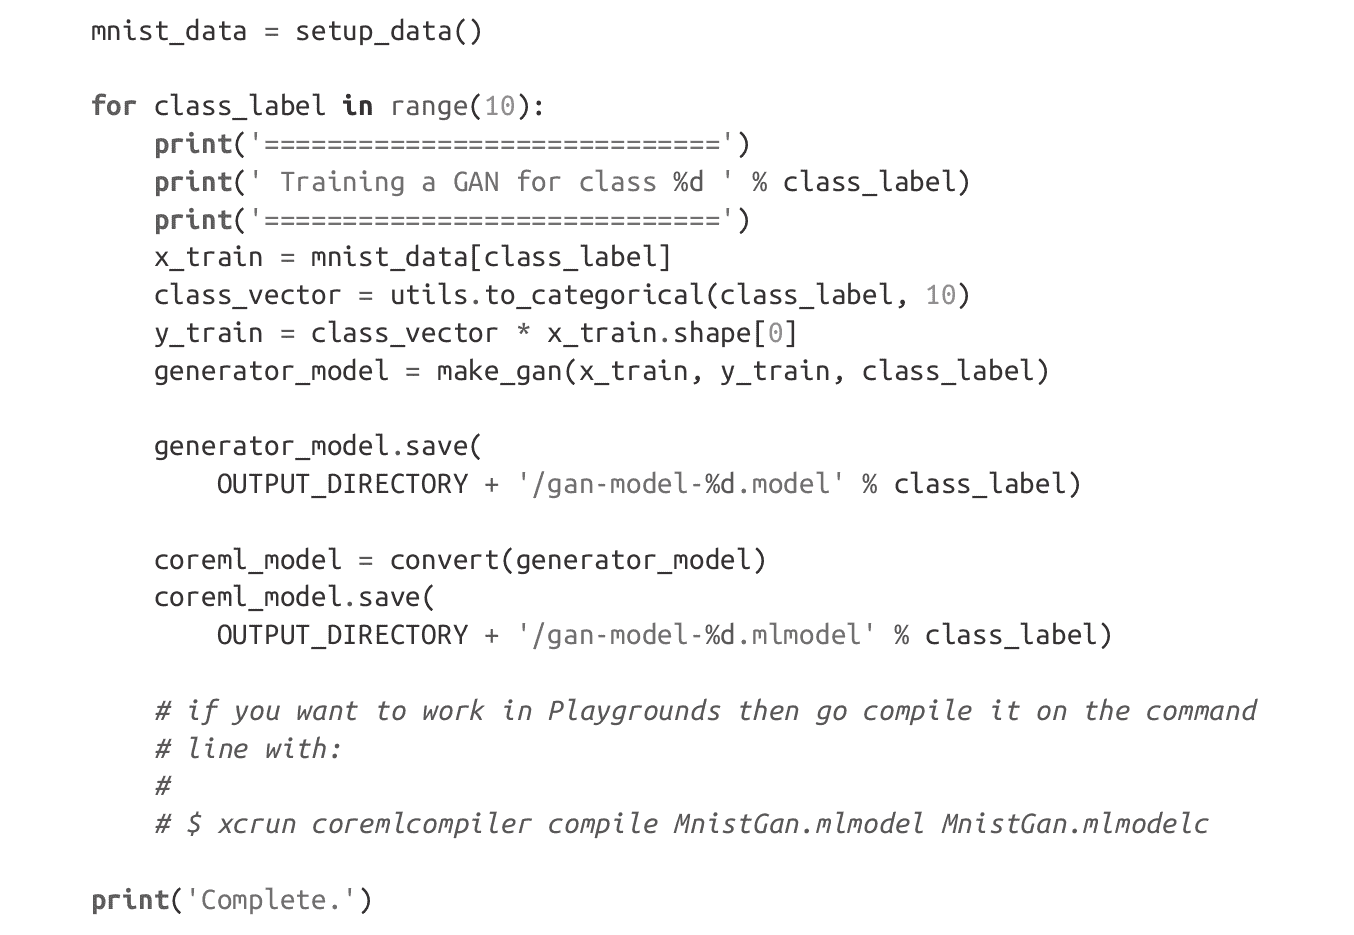 mnist_data = setup_data()
for class_label in range(10):
print('=============================')
print(' Training a GAN for class %d ' % class_label)
print('=============================')
x_train = mnist_data[class_label]
class_vector = utils.to_categorical(class_label, 10)
y_train = class_vector * x_train.shape[0]
generator_model = make_gan(x_train, y_train, class_label)
generator_model.save(
OUTPUT_DIRECTORY + '/gan-model-%d.model' % class_label)
coreml_model = convert(generator_model)
coreml_model.save(
OUTPUT_DIRECTORY + '/gan-model-%d.mlmodel' % class_label)
# if you want to work in Playgrounds then go compile it on the command
# line with:
#
# $ xcrun coremlcompiler compile MnistGan.mlmodel MnistGan.mlmodelc
print('Complete.')